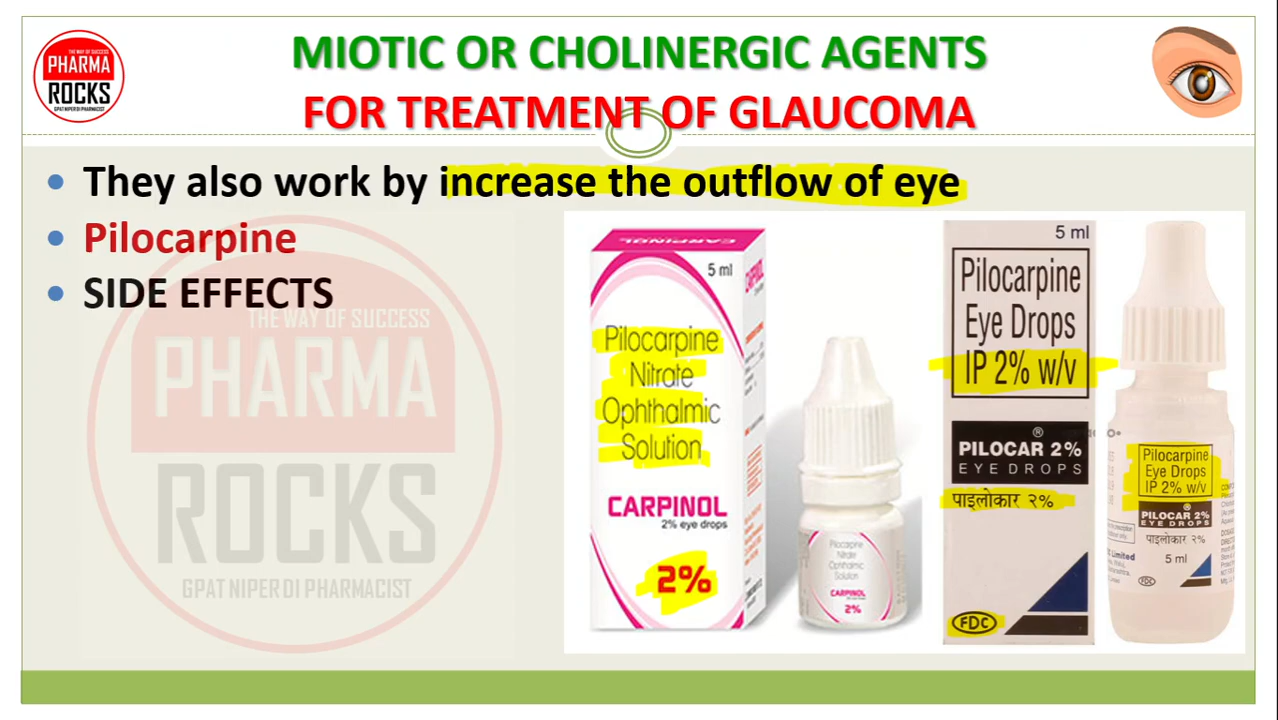 THE WAY OF SUCCESS
PHARMA
ROCKS
GPAT NIPER DI PHARMACIST
MIOTIC OR CHOLINERGIC AGENTS
FOR TREATMENT OF GLAUCOMA
They also work by increase the outflow of eye
Pilocarpine
SIDE EFFECTS
THE WAY OF SUCCESS
PHARMA
ROCKS
GPAT NIPER DI PHARMACIST
CARPINOL
5 ml
CARPINOL
Pilocarpine
Nitrate
Ophthalmic
Solution
CARPINOL
2% eye drops
2%
Pilocarpine
Nitrate
Ophthalmic
Solution
CARPINOL
2%
5 ml
Pilocarpine
Eye Drops
IP 2% w/v
PILOCAR 2%®
EYE DROPS
पाइलोकार २%
FDC
Pilocarpine
Eye Drops
IP 2% w/v
PILOCAR 2%®
EYE DROPS
पाइलोकार २%
5 ml
FDC
Limited